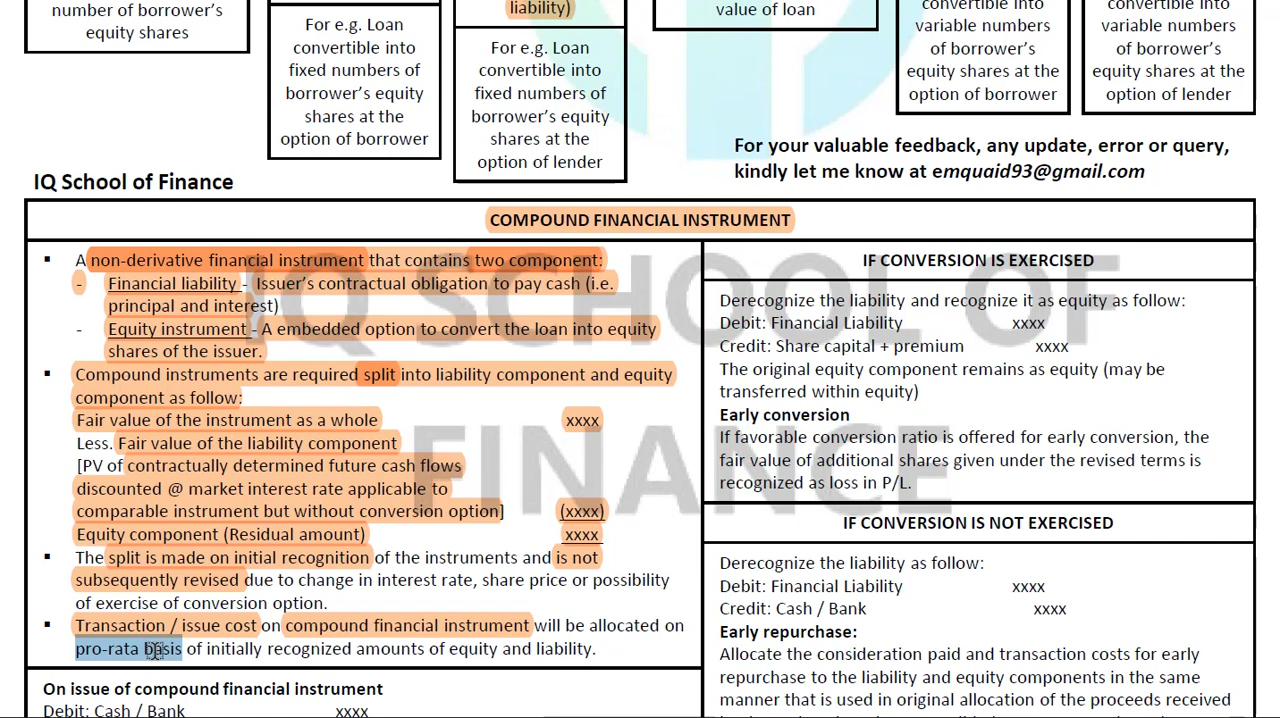 number of borrower's
equity shares
For e.g. Loan
convertible into
fixed numbers of
borrower's equity
shares at the
option of borrower
liability)
For e.g. Loan
convertible into
fixed numbers of
borrower's equity
shares at the
option of lender
value of loan
convertible into
variable numbers
of borrower's
equity shares at the
option of borrower
convertible into
variable numbers
of borrower's
equity shares at the
option of lender
For your valuable feedback, any update, error or query,
kindly let me know at emquaid93@gmail.com
IQ School of Finance
COMPOUND FINANCIAL INSTRUMENT
▪ A non-derivative financial instrument that contains two component:
- Financial liability - Issuer's contractual obligation to pay cash (i.e.
principal and interest)
- Equity instrument - A embedded option to convert the loan into equity
shares of the issuer.
▪ Compound instruments are required split into liability component and equity
component as follow:
Fair value of the instrument as a whole xxxx
Less. Fair value of the liability component
[PV of contractually determined future cash flows
discounted @ market interest rate applicable to
comparable instrument but without conversion option] (xxxx)
Equity component (Residual amount) xxxx
▪ The split is made on initial recognition of the instruments and is not
subsequently revised due to change in interest rate, share price or possibility
of exercise of conversion option.
▪ Transaction / issue cost on compound financial instrument will be allocated on
pro-rata basis of initially recognized amounts of equity and liability.
On issue of compound financial instrument
Debit: Cash / Bank xxxx
IF CONVERSION IS EXERCISED
Derecognize the liability and recognize it as equity as follow:
Debit: Financial Liability xxxx
Credit: Share capital + premium xxxx
The original equity component remains as equity (may be
transferred within equity)
Early conversion
If favorable conversion ratio is offered for early conversion, the
fair value of additional shares given under the revised terms is
recognized as loss in P/L.
IF CONVERSION IS NOT EXERCISED
Derecognize the liability as follow:
Debit: Financial Liability xxxx
Credit: Cash / Bank xxxx
Early repurchase:
Allocate the consideration paid and transaction costs for early
repurchase to the liability and equity components in the same
manner that is used in original allocation of the proceeds received
IQ SCHOOL OF
FINANCE